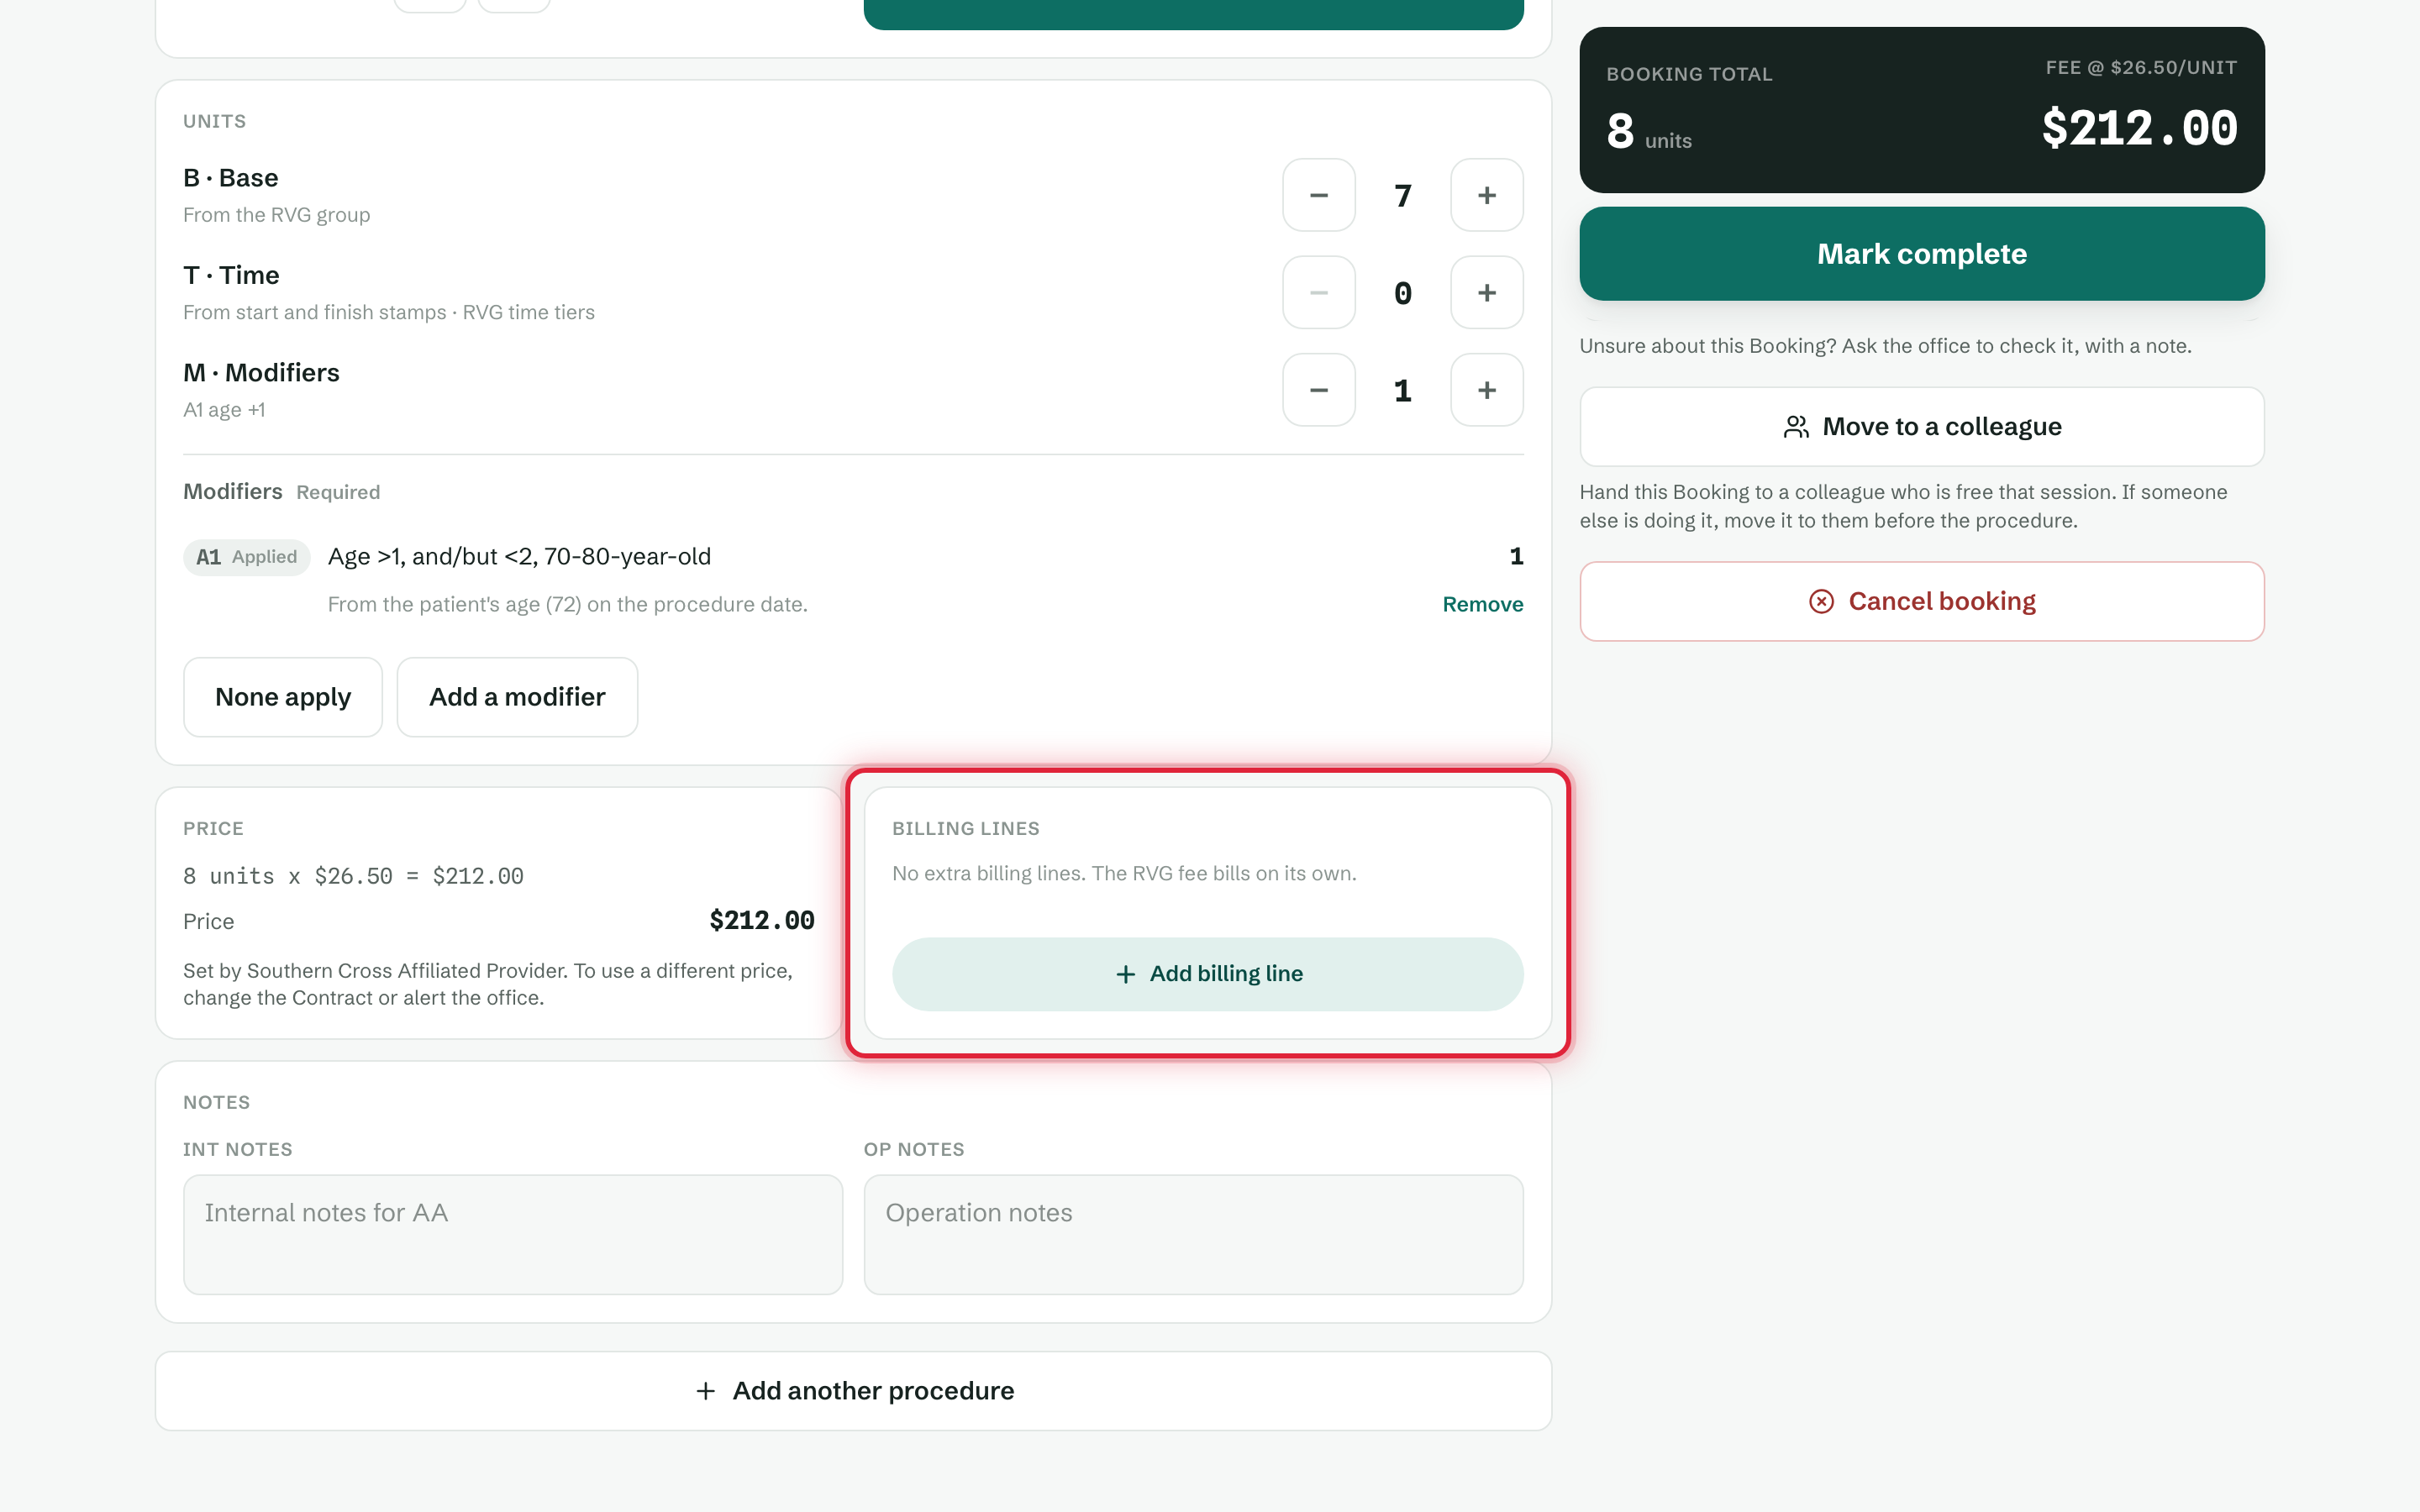 UNITS
B · Base
From the RVG group
− 7 +
T · Time
From start and finish stamps · RVG time tiers
− 0 +
M · Modifiers
A1 age +1
− 1 +
Modifiers Required
A1 Applied Age >1, and/but <2, 70-80-year-old 1
From the patient's age (72) on the procedure date. Remove
None apply Add a modifier
PRICE
8 units x $26.50 = $212.00
Price $212.00
Set by Southern Cross Affiliated Provider. To use a different price,
change the Contract or alert the office.
BILLING LINES
No extra billing lines. The RVG fee bills on its own.
+ Add billing line
NOTES
INT NOTES
Internal notes for AA
OP NOTES
Operation notes
+ Add another procedure
BOOKING TOTAL
8 units
FEE @ $26.50/UNIT
$212.00
Mark complete
Unsure about this Booking? Ask the office to check it, with a note.
Move to a colleague
Hand this Booking to a colleague who is free that session. If someone
else is doing it, move it to them before the procedure.
Cancel booking